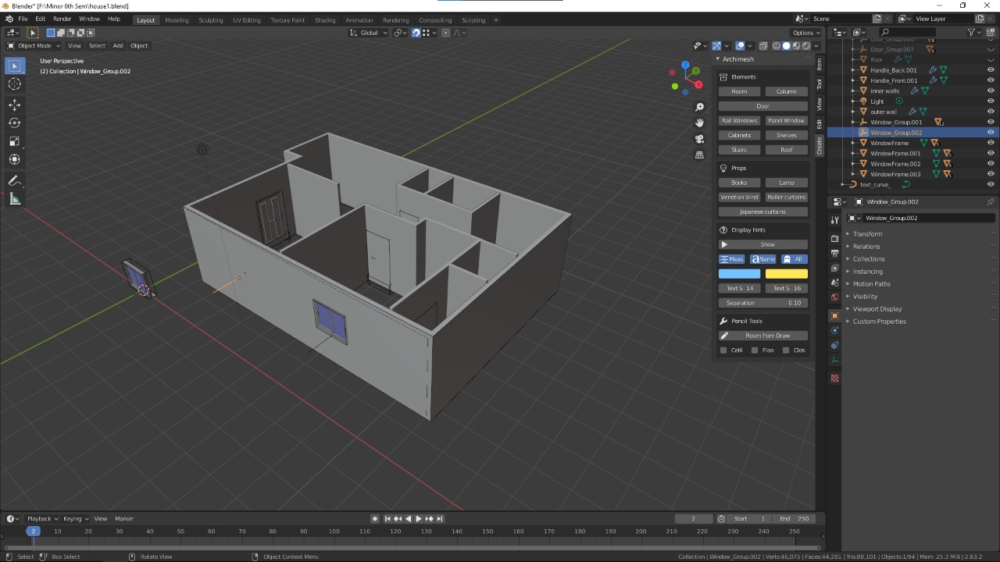 Blender* [F:\Minor 6th Sem\house1.blend]
File Edit Render Window Help Layout Modeling Sculpting UV Editing Texture Paint Shading Animation Rendering Compositing Scripting + Scene View Layer
Global Options
Object Mode View Select Add Object
User Perspective
(2) Collection | Window_Group.002
X
Y
Z
Archimesh
Elements
Room Column
Door
Rail Windows Panel Window
Cabinets Shelves
Stairs Roof
Props
Books Lamp
Venetian blind Roller curtains
Japanese curtains
Display hints
Show
Meas Name All
Text S 14 Text S 16
Separation 0.10
Pencil Tools
Room from Draw
Ceili Floo Clos
Item
Tool
View
Edit
Create
Door_Group.006
Door_Group.007
floor
Handle_Back.001
Handle_Front.001
inner walls
Light
outer wall
Window_Group.001
Window_Group.002
WindowFrame
WindowFrame.001
WindowFrame.002
WindowFrame.003
text_curve_
Window_Group.002
Window_Group.002
Transform
Relations
Collections
Instancing
Motion Paths
Visibility
Viewport Display
Custom Properties
Playback Keying View Marker 2 Start 1 End 250
2 10 20 30 40 50 60 70 80 90 100 110 120 130 140 150 160 170 180 190 200 210 220 230 240 250
Select Box Select Rotate View Object Context Menu Collection | Window_Group.002 | Verts:46,075 | Faces:44,281 | Tris:89,101 | Objects:1/94 | Mem: 25.3 MiB | 2.83.2